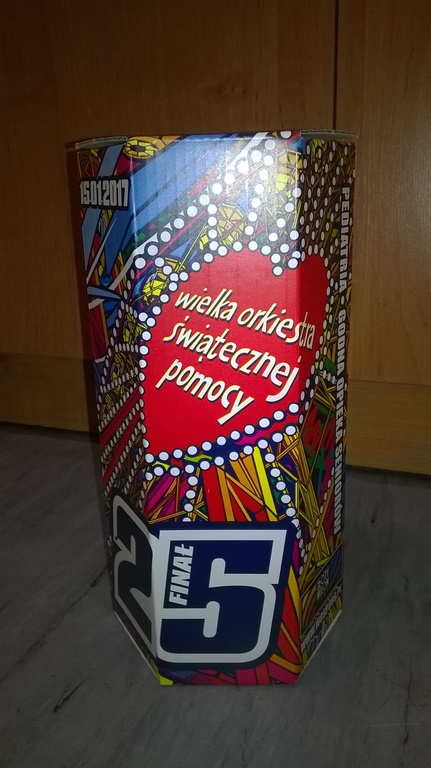 15.01.2017
wielka orkiestra
świątecznej
pomocy
PEDIATRIA, GODNA OPIEKA SENIORÓW
25
FINAŁ